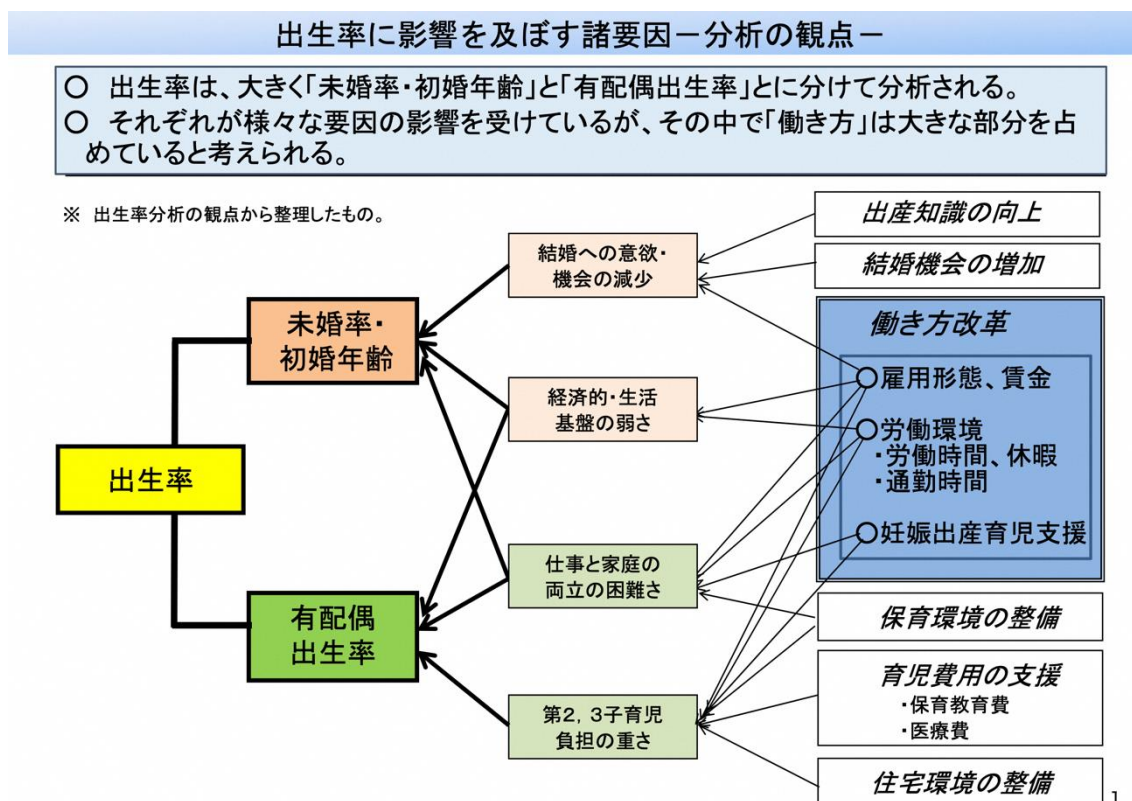 出生率に影響を及ぼす諸要因－分析の観点－
○ 出生率は、大きく「未婚率・初婚年齢」と「有配偶出生率」とに分けて分析される。
○ それぞれが様々な要因の影響を受けているが、その中で「働き方」は大きな部分を占
めていると考えられる。
※ 出生率分析の観点から整理したもの。
出生率
未婚率・
初婚年齢
有配偶
出生率
結婚への意欲・
機会の減少
経済的・生活
基盤の弱さ
仕事と家庭の
両立の困難さ
第2，3子育児
負担の重さ
出産知識の向上
結婚機会の増加
働き方改革
○雇用形態、賃金
○労働環境
・労働時間、休暇
・通勤時間
○妊娠出産育児支援
保育環境の整備
育児費用の支援
・保育教育費
・医療費
住宅環境の整備
1